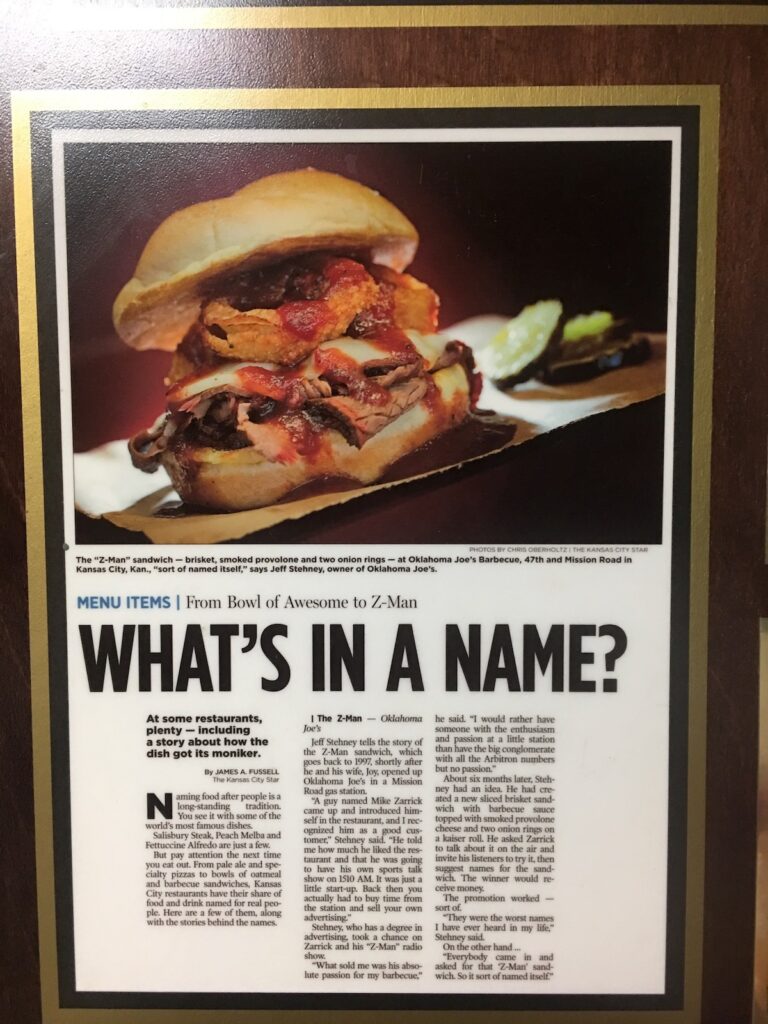 PHOTOS BY CHRIS OBERHOLTZ | THE KANSAS CITY STAR
The “Z-Man” sandwich — brisket, smoked provolone and two onion rings — at Oklahoma Joe’s Barbecue, 47th and Mission Road in
Kansas City, Kan., “sort of named itself,” says Jeff Stehney, owner of Oklahoma Joe’s.
MENU ITEMS | From Bowl of Awesome to Z-Man
WHAT’S IN A NAME?
At some restaurants,
plenty — including
a story about how the
dish got its moniker.
By JAMES A. FUSSELL
The Kansas City Star
Naming food after people is a
long-standing tradition.
You see it with some of the
world’s most famous dishes.
Salisbury Steak, Peach Melba and
Fettuccine Alfredo are just a few.
But pay attention the next time
you eat out. From pale ale and spe-
cialty pizzas to bowls of oatmeal
and barbecue sandwiches, Kansas
City restaurants have their share of
food and drink named for real peo-
ple. Here are a few of them, along
with the stories behind the names.
| The Z-Man — Oklahoma
Joe’s
Jeff Stehney tells the story of
the Z-Man sandwich, which
goes back to 1997, shortly after
he and his wife, Joy, opened up
Oklahoma Joe’s in a Mission
Road gas station.
“A guy named Mike Zarrick
came up and introduced him-
self in the restaurant, and I rec-
ognized him as a good cus-
tomer,” Stehney said. “He told
me how much he liked the res-
taurant and that he was going
to have his own sports talk
show on 1510 AM. It was just a
little start-up. Back then you
actually had to buy time from
the station and sell your own
advertising.”
Stehney, who has a degree in
advertising, took a chance on
Zarrick and his “Z-Man” radio
show.
“What sold me was his abso-
lute passion for my barbecue,”
he said. “I would rather have
someone with the enthusiasm
and passion at a little station
than have the big conglomerate
with all the Arbitron numbers
but no passion.”
About six months later, Steh-
ney had an idea. He had cre-
ated a new sliced brisket sand-
wich with barbecue sauce
topped with smoked provolone
cheese and two onion rings on
a kaiser roll. He asked Zarrick
to talk about it on the air and
invite his listeners to try it, then
suggest names for the sand-
wich. The winner would re-
ceive money.
The promotion worked —
sort of.
“They were the worst names
I have ever heard in my life,”
Stehney said.
On the other hand ...
“Everybody came in and
asked for that ‘Z-Man’ sand-
wich. So it sort of named itself.”